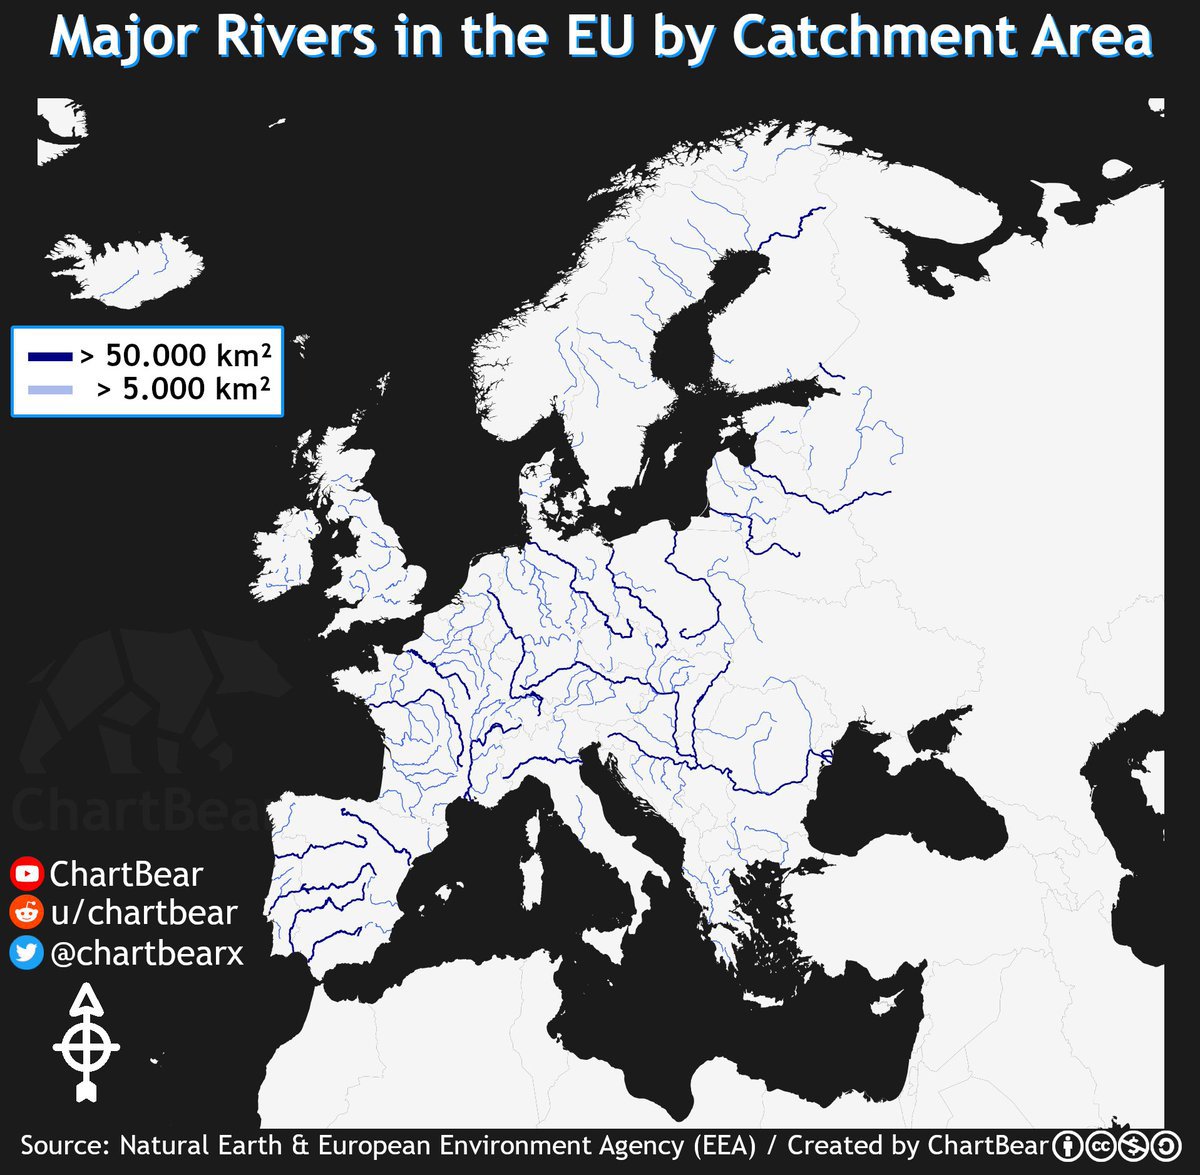 Major Rivers in the EU by Catchment Area
> 50.000 km²
> 5.000 km²
ChartBear
ChartBear
u/chartbear
@chartbearx
Source: Natural Earth & European Environment Agency (EEA) / Created by ChartBear